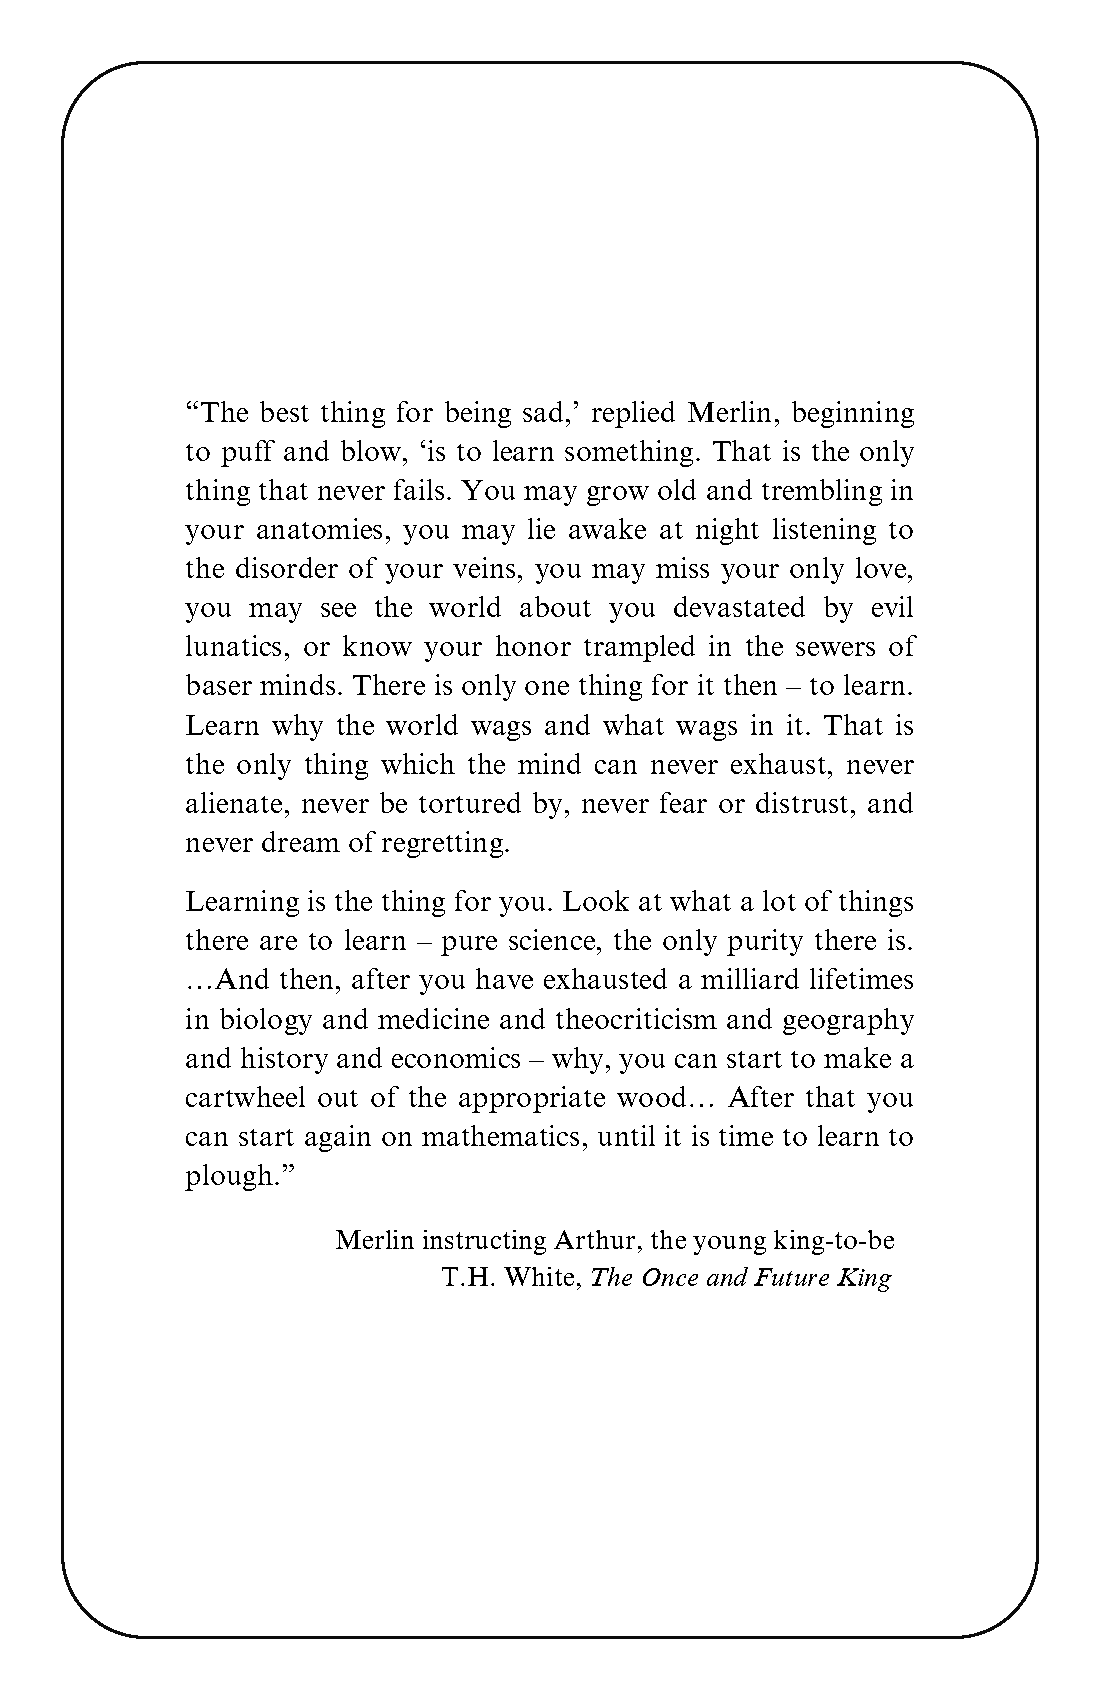 “The best thing for being sad,’ replied Merlin, beginning
to puff and blow, ‘is to learn something. That is the only
thing that never fails. You may grow old and trembling in
your anatomies, you may lie awake at night listening to
the disorder of your veins, you may miss your only love,
you may see the world about you devastated by evil
lunatics, or know your honor trampled in the sewers of
baser minds. There is only one thing for it then – to learn.
Learn why the world wags and what wags in it. That is
the only thing which the mind can never exhaust, never
alienate, never be tortured by, never fear or distrust, and
never dream of regretting.
Learning is the thing for you. Look at what a lot of things
there are to learn – pure science, the only purity there is.
…And then, after you have exhausted a milliard lifetimes
in biology and medicine and theocriticism and geography
and history and economics – why, you can start to make a
cartwheel out of the appropriate wood… After that you
can start again on mathematics, until it is time to learn to
plough.”
Merlin instructing Arthur, the young king-to-be
T.H. White, The Once and Future King